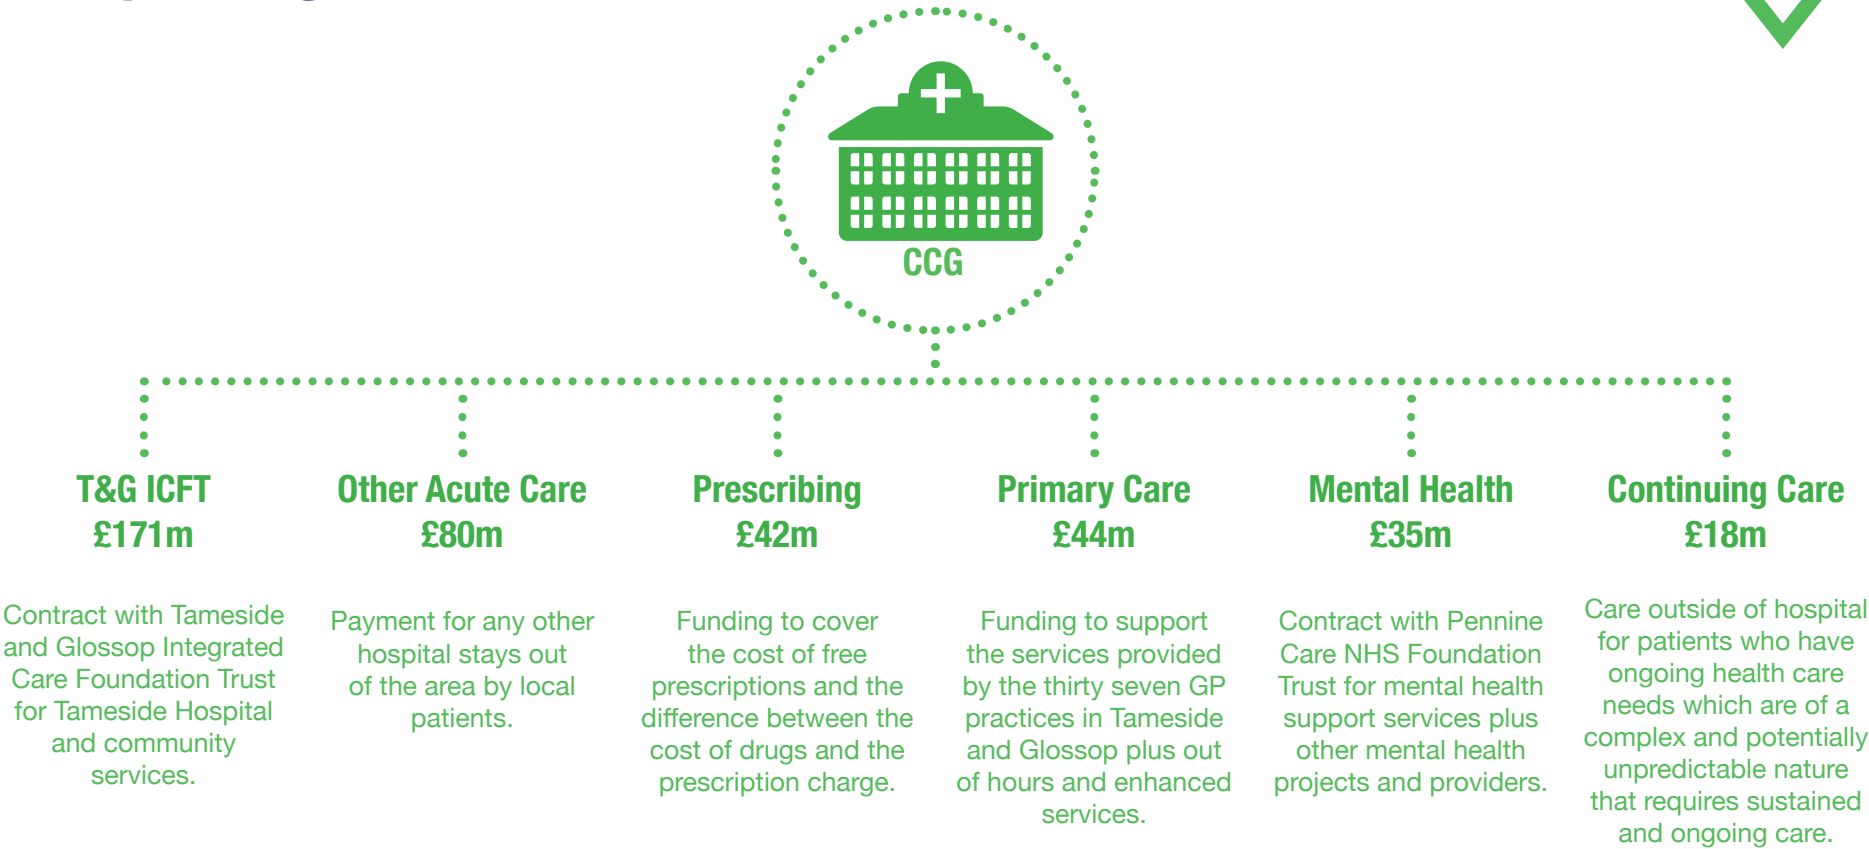 CCG
T&G ICFT
£171m
Contract with Tameside
and Glossop Integrated
Care Foundation Trust
for Tameside Hospital
and community
services.
Other Acute Care
£80m
Payment for any other
hospital stays out
of the area by local
patients.
Prescribing
£42m
Funding to cover
the cost of free
prescriptions and the
difference between the
cost of drugs and the
prescription charge.
Primary Care
£44m
Funding to support
the services provided
by the thirty seven GP
practices in Tameside
and Glossop plus out
of hours and enhanced
services.
Mental Health
£35m
Contract with Pennine
Care NHS Foundation
Trust for mental health
support services plus
other mental health
projects and providers.
Continuing Care
£18m
Care outside of hospital
for patients who have
ongoing health care
needs which are of a
complex and potentially
unpredictable nature
that requires sustained
and ongoing care.